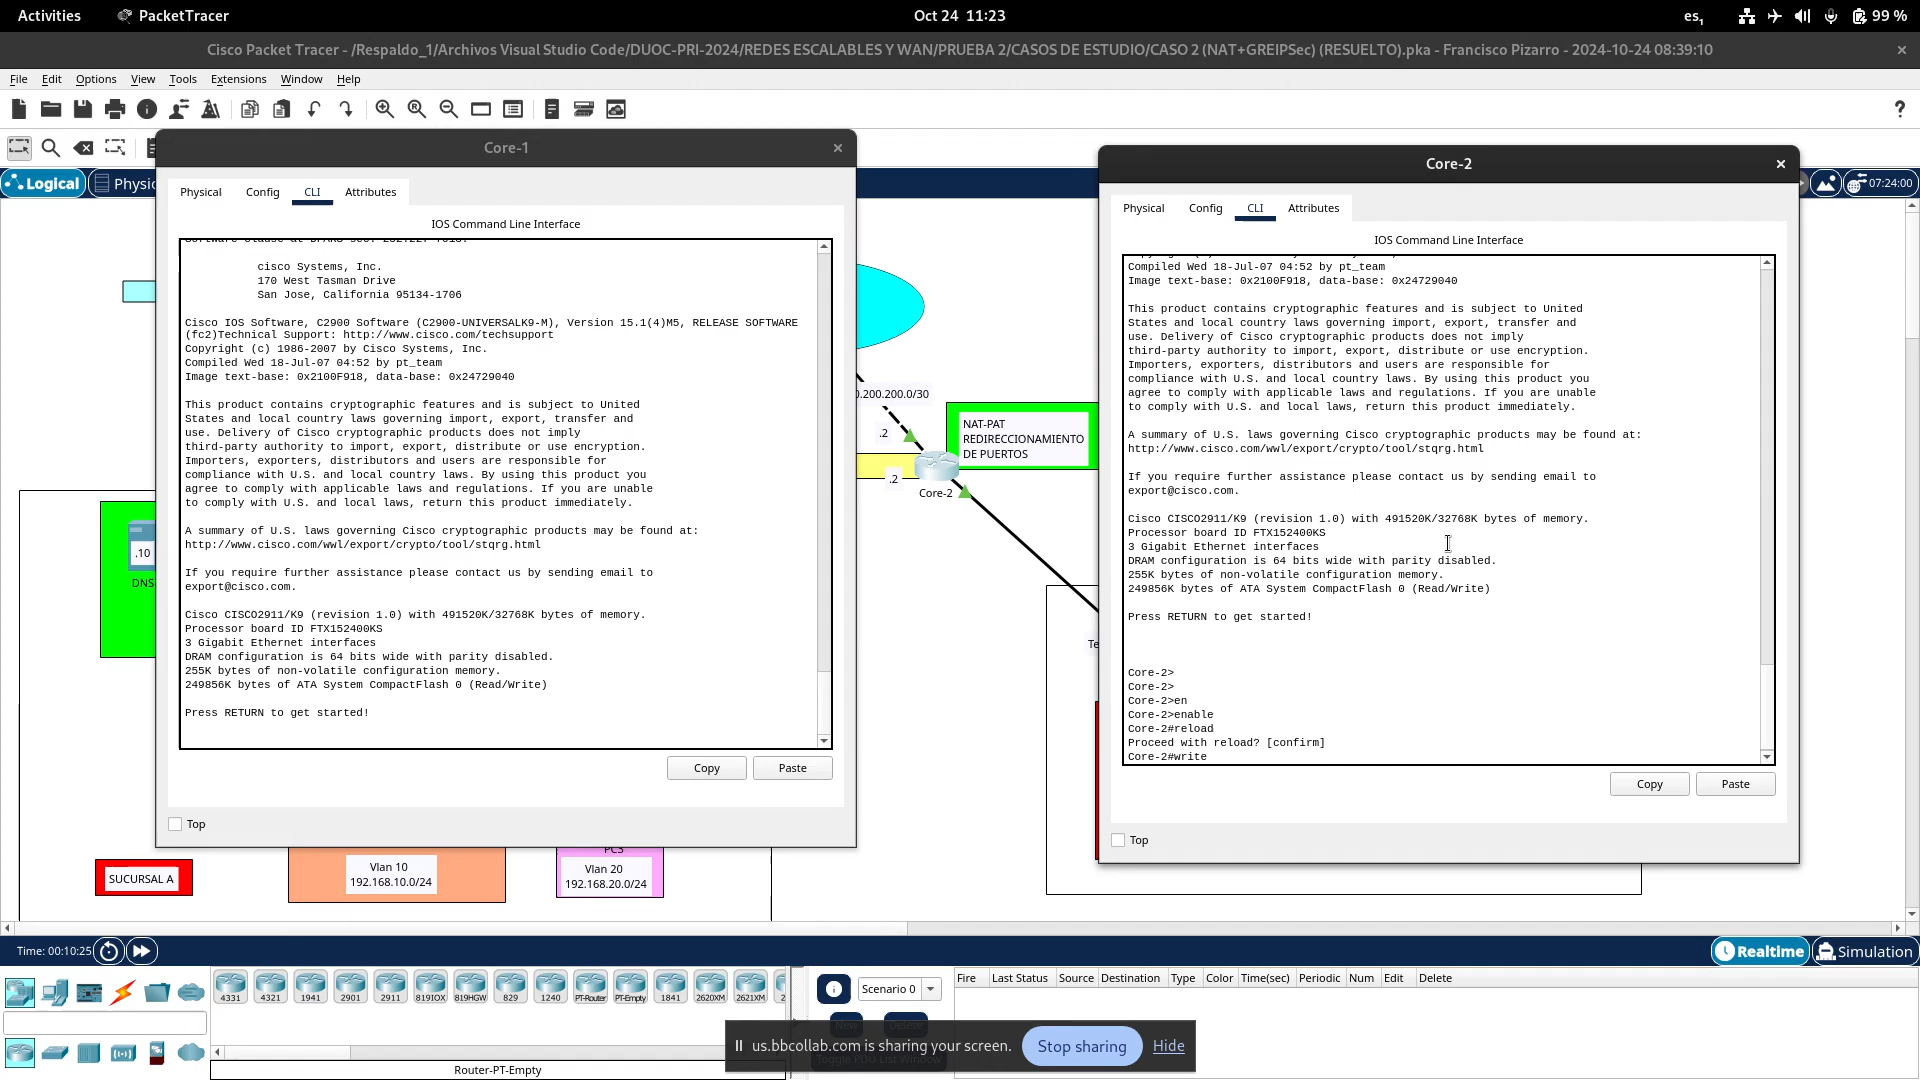 Activities
PacketTracer
Oct 24 11:23
es₁
99 %
Cisco Packet Tracer - /Respaldo_1/Archivos Visual Studio Code/DUOC-PRI-2024/REDES ESCALABLES Y WAN/PRUEBA 2/CASOS DE ESTUDIO/CASO 2 (NAT+GREIPSec) (RESUELTO).pka - Francisco Pizarro - 2024-10-24 08:39:10
File Edit Options View Tools Extensions Window Help
Logical
Physic
07:24:00
Core-1
Physical Config CLI Attributes
IOS Command Line Interface
cisco Systems, Inc.
170 West Tasman Drive
San Jose, California 95134-1706
Cisco IOS Software, C2900 Software (C2900-UNIVERSALK9-M), Version 15.1(4)M5, RELEASE SOFTWARE
(fc2)Technical Support: http://www.cisco.com/techsupport
Copyright (c) 1986-2007 by Cisco Systems, Inc.
Compiled Wed 18-Jul-07 04:52 by pt_team
Image text-base: 0x2100F918, data-base: 0x24729040
This product contains cryptographic features and is subject to United
States and local country laws governing import, export, transfer and
use. Delivery of Cisco cryptographic products does not imply
third-party authority to import, export, distribute or use encryption.
Importers, exporters, distributors and users are responsible for
compliance with U.S. and local country laws. By using this product you
agree to comply with applicable laws and regulations. If you are unable
to comply with U.S. and local laws, return this product immediately.
A summary of U.S. laws governing Cisco cryptographic products may be found at:
http://www.cisco.com/wwl/export/crypto/tool/stqrg.html
If you require further assistance please contact us by sending email to
export@cisco.com.
Cisco CISCO2911/K9 (revision 1.0) with 491520K/32768K bytes of memory.
Processor board ID FTX152400KS
3 Gigabit Ethernet interfaces
DRAM configuration is 64 bits wide with parity disabled.
255K bytes of non-volatile configuration memory.
249856K bytes of ATA System CompactFlash 0 (Read/Write)
Press RETURN to get started!
Copy
Paste
Top
0.200.200.0/30
.2
NAT-PAT
REDIRECCIONAMIENTO
DE PUERTOS
.2
Core-2
.10
DNS
Core-2
Physical Config CLI Attributes
IOS Command Line Interface
Compiled Wed 18-Jul-07 04:52 by pt_team
Image text-base: 0x2100F918, data-base: 0x24729040
This product contains cryptographic features and is subject to United
States and local country laws governing import, export, transfer and
use. Delivery of Cisco cryptographic products does not imply
third-party authority to import, export, distribute or use encryption.
Importers, exporters, distributors and users are responsible for
compliance with U.S. and local country laws. By using this product you
agree to comply with applicable laws and regulations. If you are unable
to comply with U.S. and local laws, return this product immediately.
A summary of U.S. laws governing Cisco cryptographic products may be found at:
http://www.cisco.com/wwl/export/crypto/tool/stqrg.html
If you require further assistance please contact us by sending email to
export@cisco.com.
Cisco CISCO2911/K9 (revision 1.0) with 491520K/32768K bytes of memory.
Processor board ID FTX152400KS
3 Gigabit Ethernet interfaces
DRAM configuration is 64 bits wide with parity disabled.
255K bytes of non-volatile configuration memory.
249856K bytes of ATA System CompactFlash 0 (Read/Write)
Press RETURN to get started!
Core-2>
Core-2>
Core-2>en
Core-2>enable
Core-2#reload
Proceed with reload? [confirm]
Core-2#write
Copy
Paste
Top
Te
SUCURSAL A
Vlan 10
192.168.10.0/24
PCS
Vlan 20
192.168.20.0/24
Time: 00:10:25
Realtime
Simulation
4331 4321 1941 2901 2911 819IOX 819HGW 829 1240 PT-Router PT-Empty 1841 2620XM 2621XM 2
Router-PT-Empty
Scenario 0
New
Delete
Toggle PDU List Window
Fire Last Status Source Destination Type Color Time(sec) Periodic Num Edit Delete
us.bbcollab.com is sharing your screen.
Stop sharing
Hide